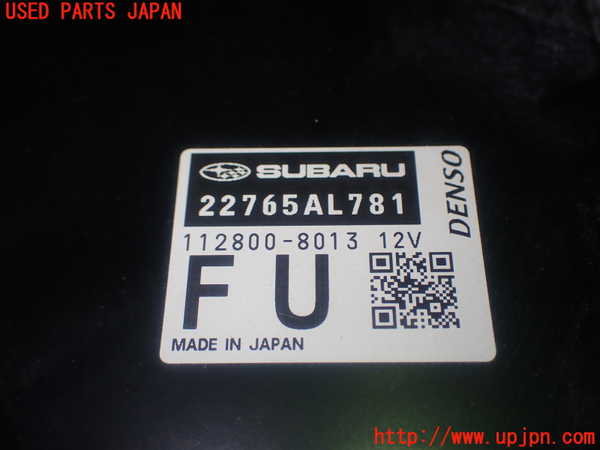 USED PARTS JAPAN
SUBARU
22765AL781
DENSO
112800-8013 12V
FU
MADE IN JAPAN
http://www.upjpn.com/